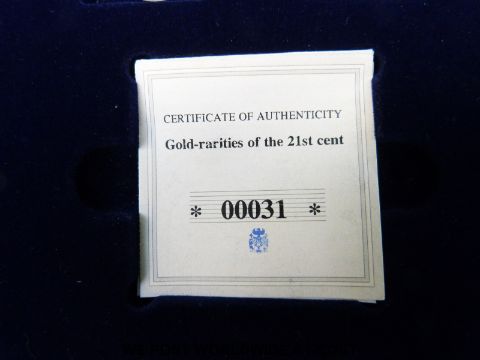 CERTIFICATE OF AUTHENTICITY
Gold-rarities of the 21st cent
* 00031 *